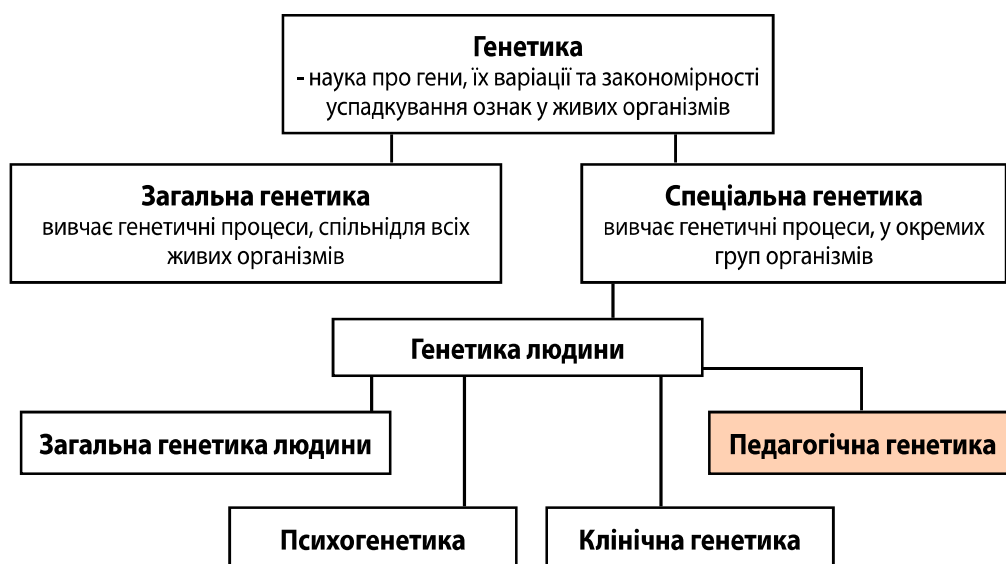 Генетика
- наука про гени, їх варіації та закономірності
успадкування ознак у живих організмів
Загальна генетика
вивчає генетичні процеси, спільнідля всіх
живих організмів
Спеціальна генетика
вивчає генетичні процеси, у окремих
груп організмів
Генетика людини
Загальна генетика людини
Педагогічна генетика
Психогенетика
Клінічна генетика